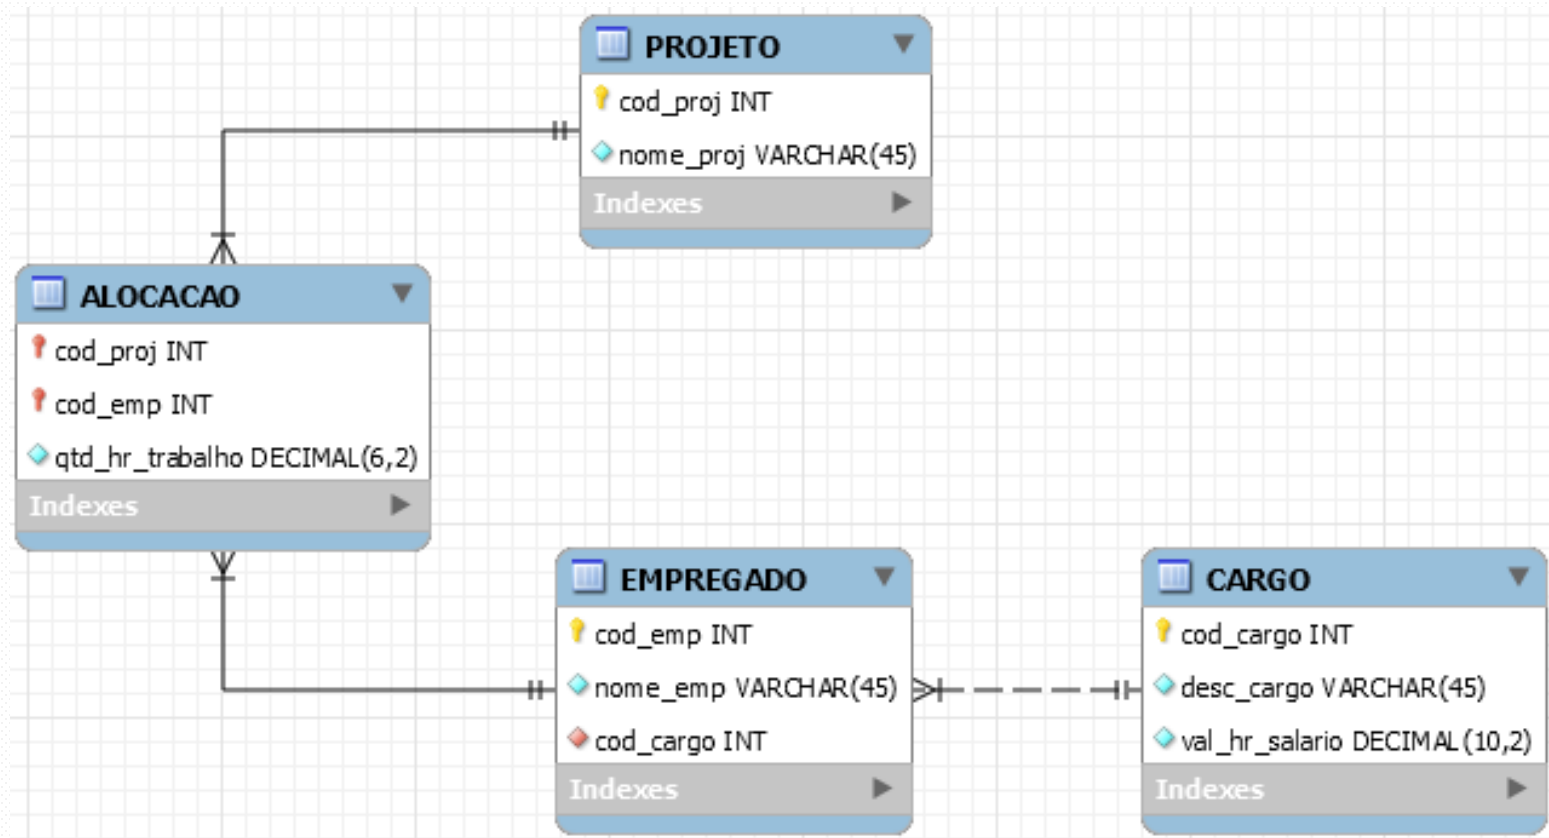 PROJETO
cod_proj INT
nome_proj VARCHAR(45)
Indexes
ALOCACAO
cod_proj INT
cod_emp INT
qtd_hr_trabalho DECIMAL(6,2)
Indexes
EMPREGADO
cod_emp INT
nome_emp VARCHAR(45)
cod_cargo INT
Indexes
CARGO
cod_cargo INT
desc_cargo VARCHAR(45)
val_hr_salario DECIMAL(10,2)
Indexes